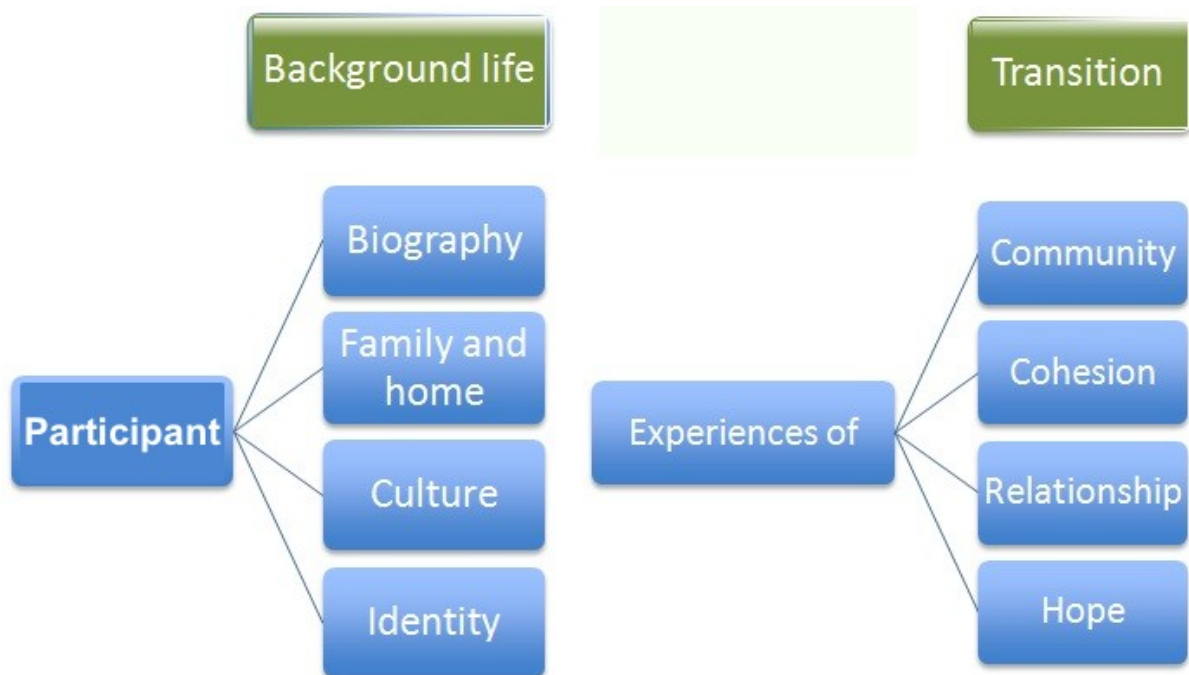 Background life
Transition
Biography
Family and
home
Culture
Identity
Participant
Experiences of
Community
Cohesion
Relationship
Hope